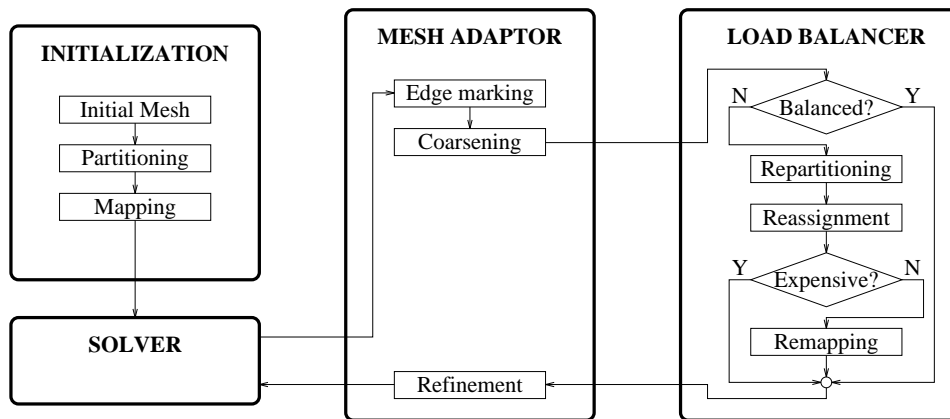 INITIALIZATION
Initial Mesh
Partitioning
Mapping
SOLVER
MESH ADAPTOR
Edge marking
Coarsening
Refinement
LOAD BALANCER
N
Y
Balanced?
Repartitioning
Reassignment
Y
N
Expensive?
Remapping